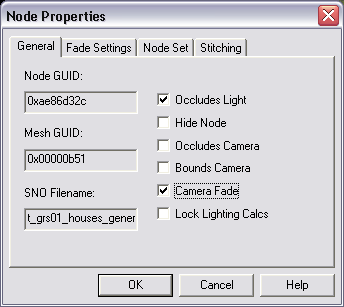 Node Properties
General
Fade Settings
Node Set
Stitching
Node GUID:
0xae86d32c
Mesh GUID:
0x00000b51
SNO Filename:
t_grs01_houses_gener
Occludes Light
Hide Node
Occludes Camera
Bounds Camera
Camera Fade
Lock Lighting Calcs
OK
Cancel
Help